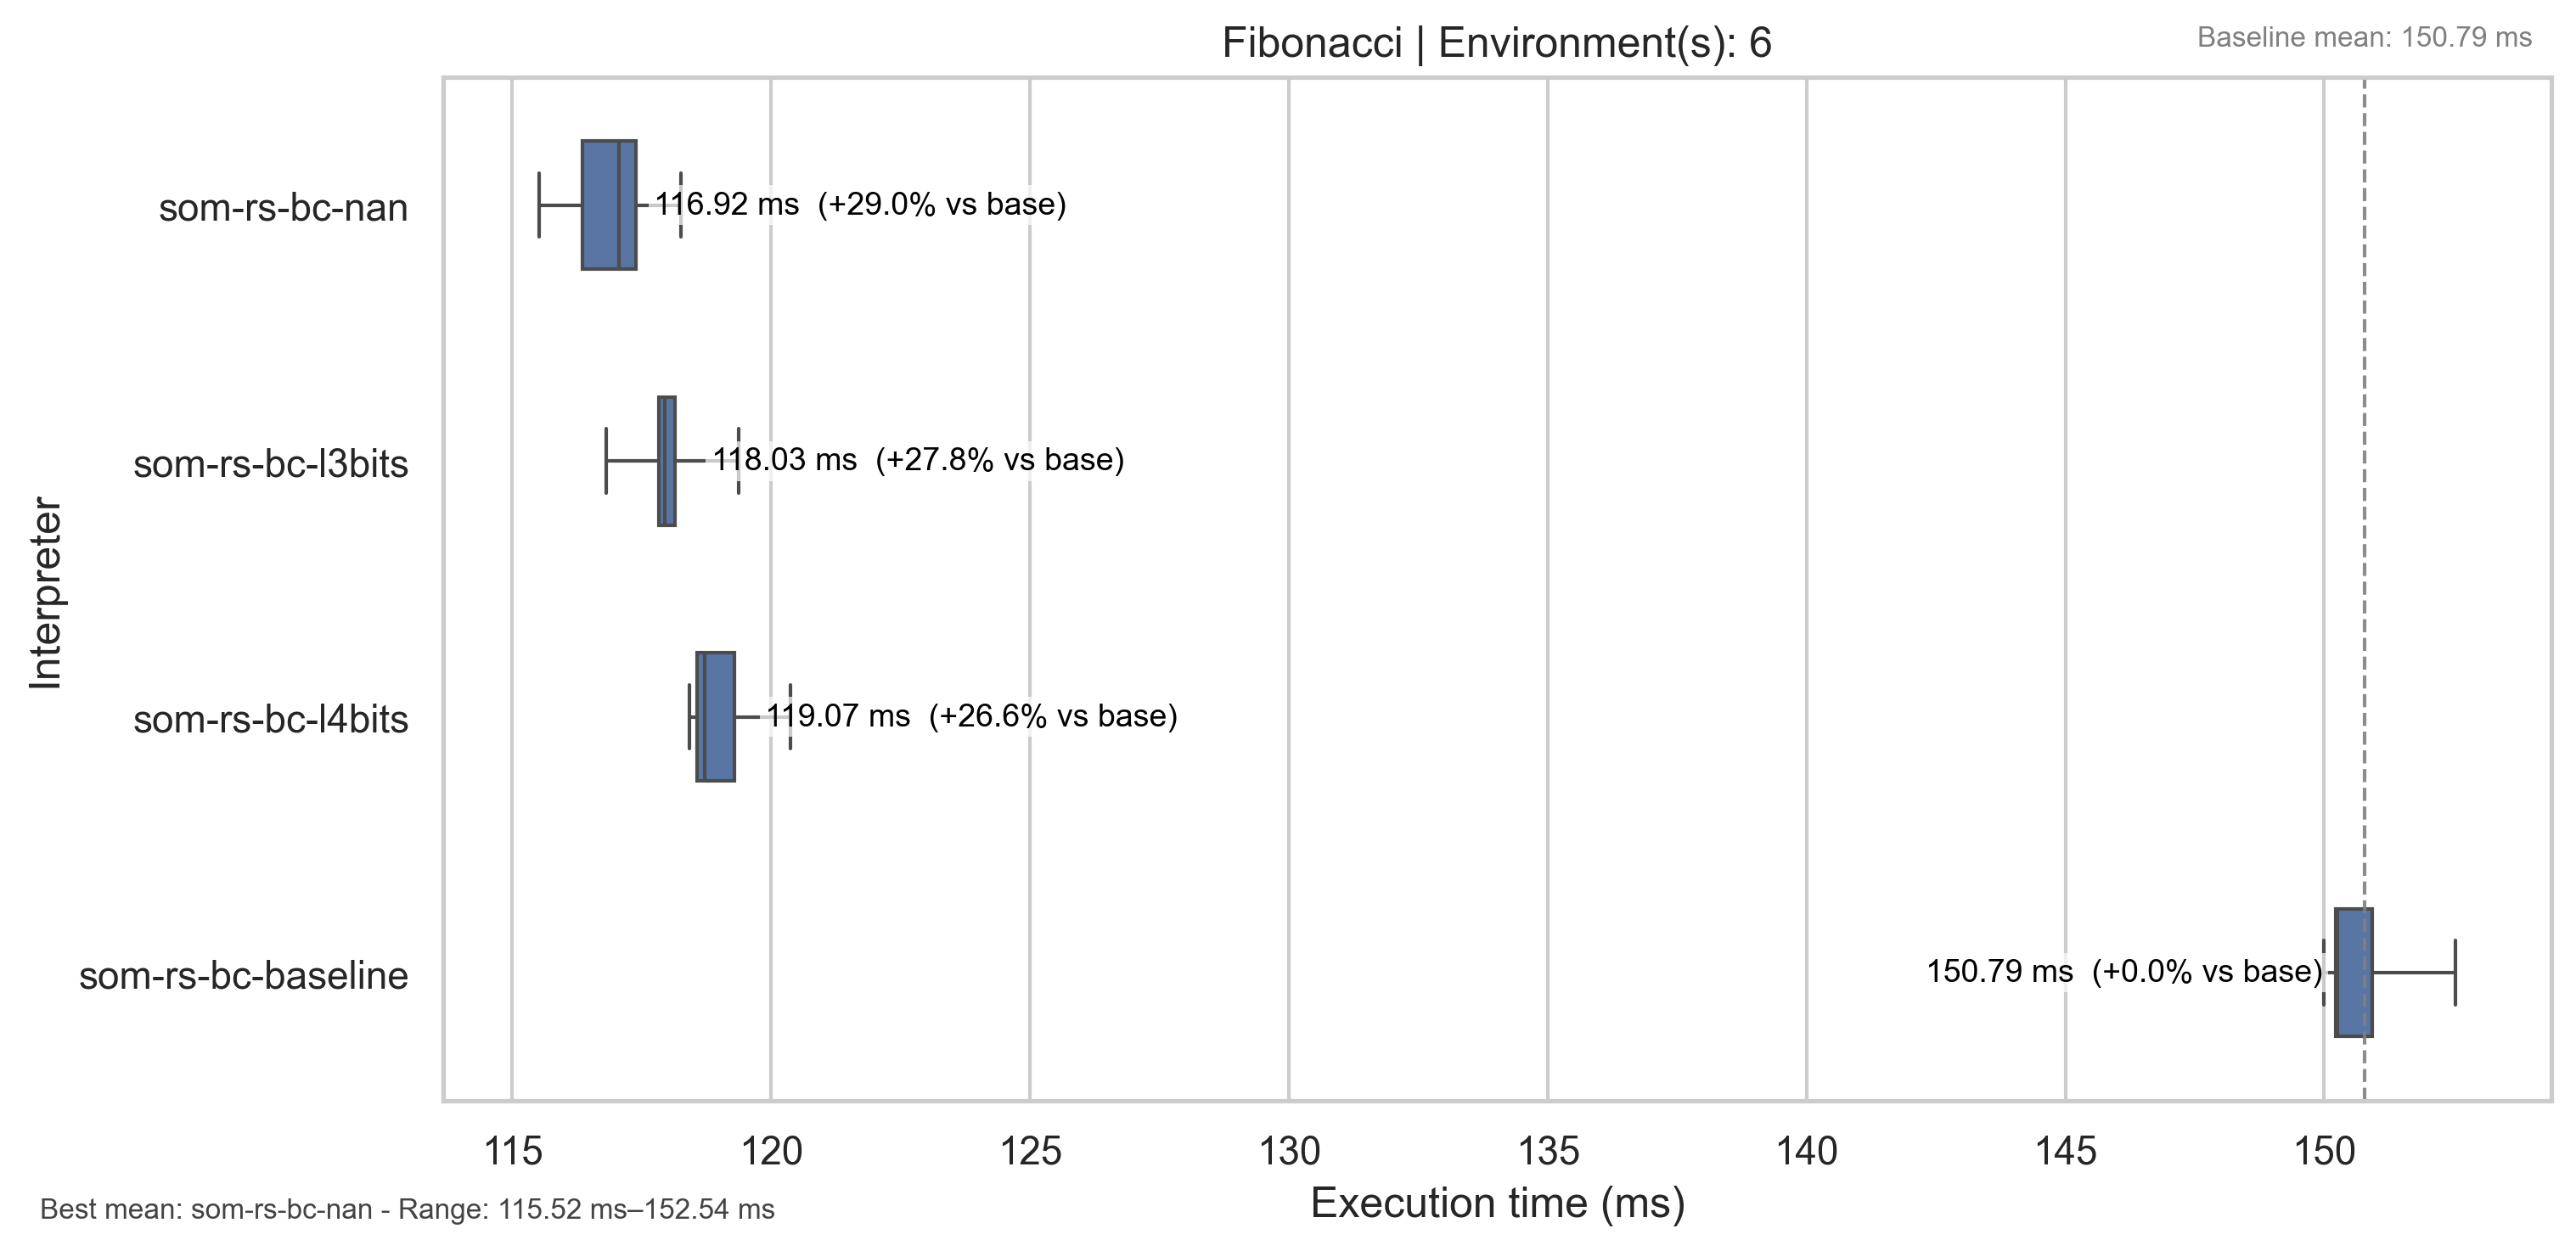 Fibonacci | Environment(s): 6
Baseline mean: 150.79 ms
som-rs-bc-nan
116.92 ms (+29.0% vs base)
som-rs-bc-l3bits
118.03 ms (+27.8% vs base)
Interpreter
som-rs-bc-l4bits
119.07 ms (+26.6% vs base)
som-rs-bc-baseline
150.79 ms (+0.0% vs base)
115 120 125 130 135 140 145 150
Execution time (ms)
Best mean: som-rs-bc-nan - Range: 115.52 ms–152.54 ms